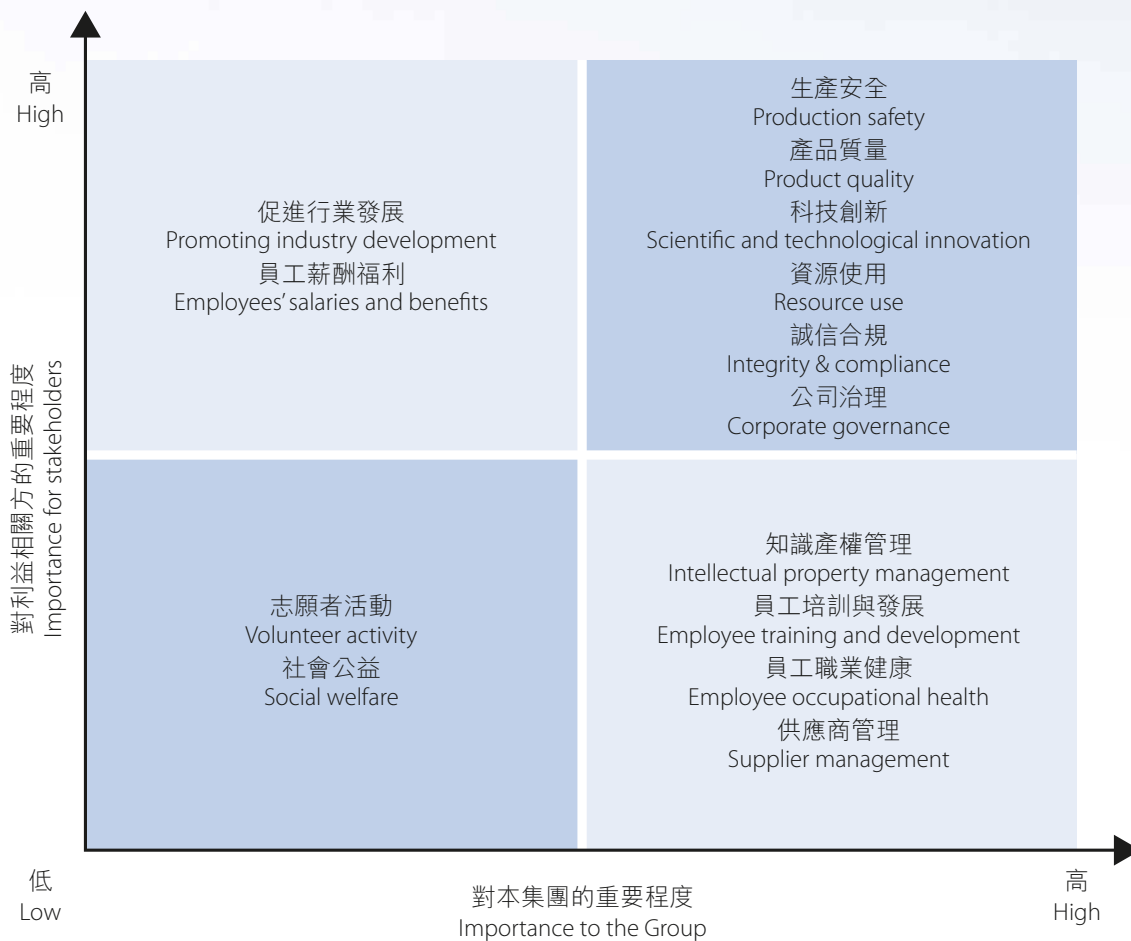 高
High
生產安全
Production safety
產品質量
Product quality
科技創新
Scientific and technological innovation
資源使用
Resource use
誠信合規
Integrity & compliance
公司治理
Corporate governance
促進行業發展
Promoting industry development
員工薪酬福利
Employees' salaries and benefits
對利益相關方的重要程度
Importance for stakeholders
志願者活動
Volunteer activity
社會公益
Social welfare
知識產權管理
Intellectual property management
員工培訓與發展
Employee training and development
員工職業健康
Employee occupational health
供應商管理
Supplier management
低
Low
對本集團的重要程度
Importance to the Group
高
High